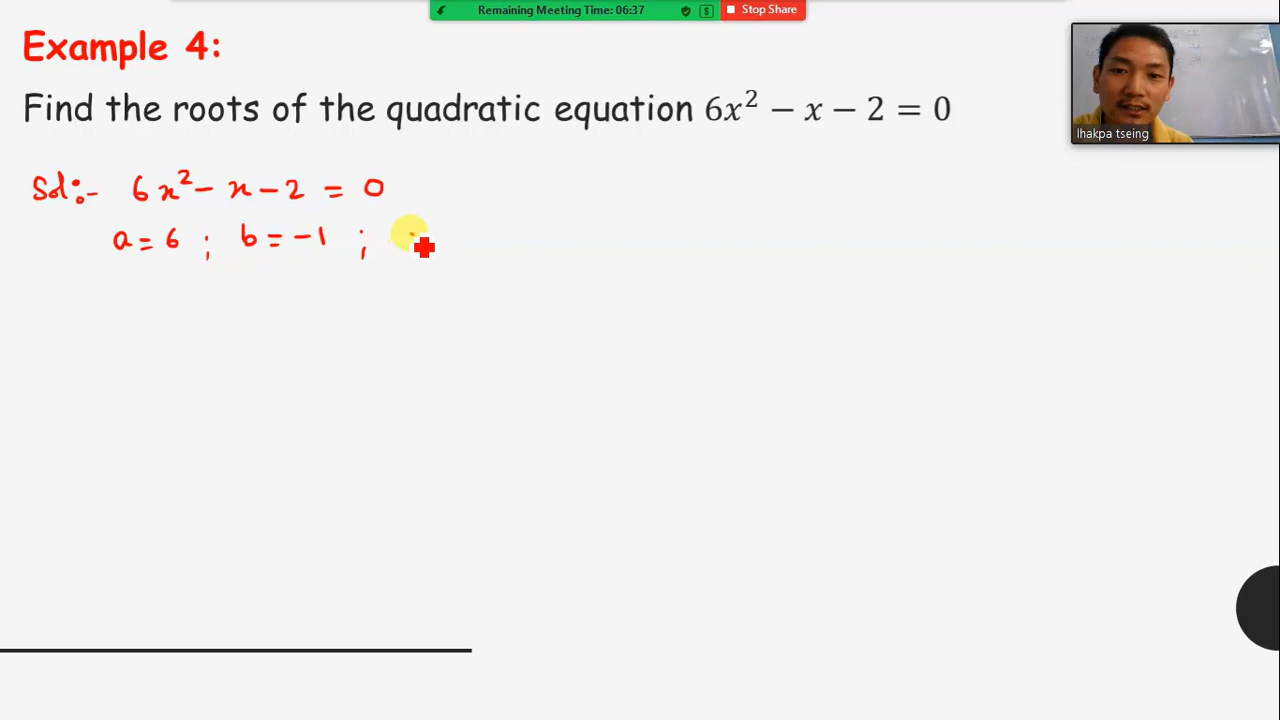 Remaining Meeting Time: 06:37
Stop Share
Example 4:
Find the roots of the quadratic equation 6x² − x − 2 = 0
lhakpa tseing
Sol:- 6x² - x - 2 = 0
a = 6 ; b = -1 ;